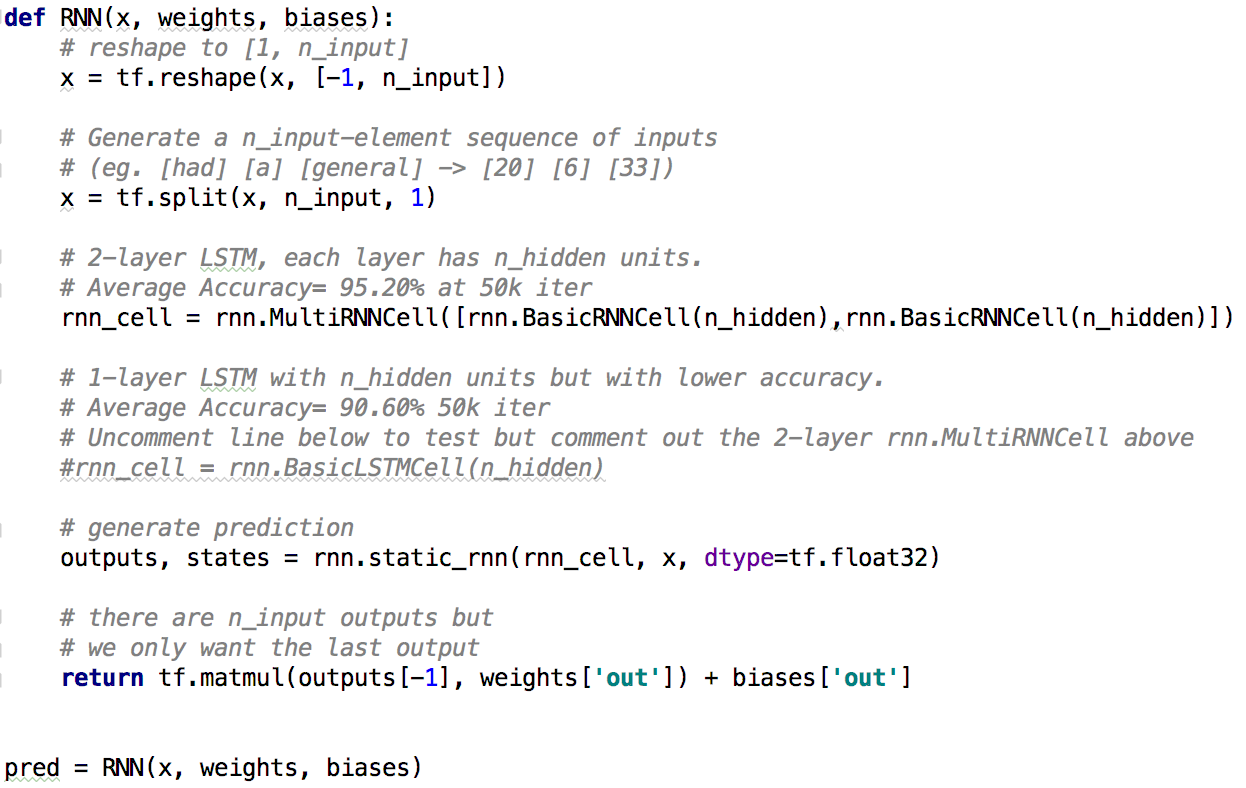 def RNN(x, weights, biases):
    # reshape to [1, n_input]
    x = tf.reshape(x, [-1, n_input])

    # Generate a n_input-element sequence of inputs
    # (eg. [had] [a] [general] -> [20] [6] [33])
    x = tf.split(x, n_input, 1)

    # 2-layer LSTM, each layer has n_hidden units.
    # Average Accuracy= 95.20% at 50k iter
    rnn_cell = rnn.MultiRNNCell([rnn.BasicRNNCell(n_hidden),rnn.BasicRNNCell(n_hidden)])

    # 1-layer LSTM with n_hidden units but with lower accuracy.
    # Average Accuracy= 90.60% 50k iter
    # Uncomment line below to test but comment out the 2-layer rnn.MultiRNNCell above
    #rnn_cell = rnn.BasicLSTMCell(n_hidden)

    # generate prediction
    outputs, states = rnn.static_rnn(rnn_cell, x, dtype=tf.float32)

    # there are n_input outputs but
    # we only want the last output
    return tf.matmul(outputs[-1], weights['out']) + biases['out']


pred = RNN(x, weights, biases)